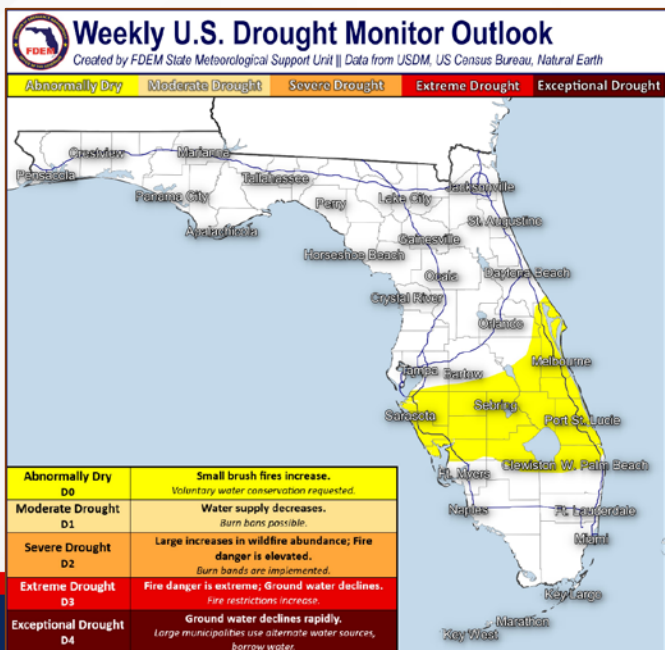 FDEM
Weekly U.S. Drought Monitor Outlook
Created by FDEM State Meteorological Support Unit || Data from USDM, US Census Bureau, Natural Earth
Abnormally Dry Moderate Drought Severe Drought Extreme Drought Exceptional Drought
Crestview
Marianna
Pensacola
Tallahassee
Jacksonville
Panama City
Lake City
Perry
Apalachicola
St. Augustine
Gainesville
Horseshoe Beach
Ocala
Daytona Beach
Crystal River
Orlando
Melbourne
Tampa
Bartow
Sebring
Sarasota
Port St. Lucie
Clewiston
W. Palm Beach
Ft. Myers
Naples
Ft. Lauderdale
Miami
Key Largo
Marathon
Key West
Abnormally Dry
D0
Small brush fires increase.
Voluntary water conservation requested.
Moderate Drought
D1
Water supply decreases.
Burn bans possible.
Severe Drought
D2
Large increases in wildfire abundance; Fire
danger is elevated.
Burn bands are implemented.
Extreme Drought
D3
Fire danger is extreme; Ground water declines.
Fire restrictions increase.
Exceptional Drought
D4
Ground water declines rapidly.
Large municipalities use alternate water sources,
borrow water.